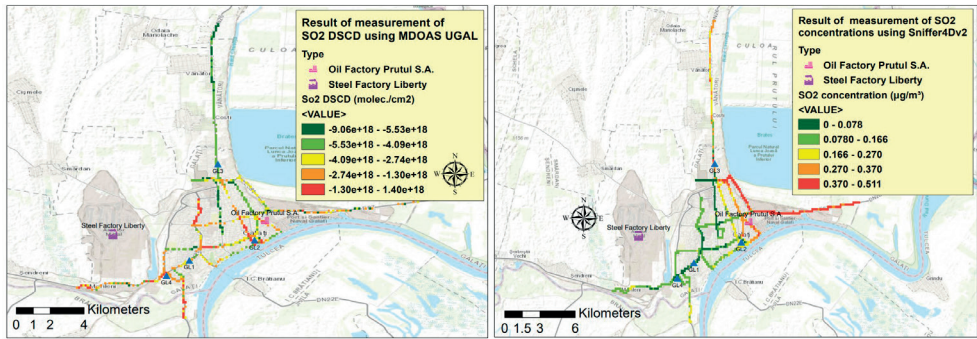 Result of measurement of
SO2 DSCD using MDOAS UGAL
Type
Oil Factory Prutul S.A.
Steel Factory Liberty
So2 DSCD (molec./cm2)
<VALUE>
-9.06e+18 - -5.53e+18
-5.53e+18 - -4.09e+18
-4.09e+18 - -2.74e+18
-2.74e+18 - -1.30e+18
-1.30e+18 - 1.40e+18
N
W E
S
GL3
Oil Factory Prutul S.A.
Steel Factory Liberty
GL2
GL1
GL4
I.C.Brătianu
Sendreni
Kilometers
0 1 2 4
Result of measurement of SO2
concentrations using Sniffer4Dv2
Type
Oil Factory Prutul S.A.
Steel Factory Liberty
SO2 concentration (µg/m³)
<VALUE>
0 - 0.078
0.0780 - 0.166
0.166 - 0.270
0.270 - 0.370
0.370 - 0.511
N
W E
S
GL3
Oil Factory Prutul S.A.
Steel Factory Liberty
GL2
GL1
GL4
I.C.Brătianu
Sendreni
Kilometers
0 1.5 3 6